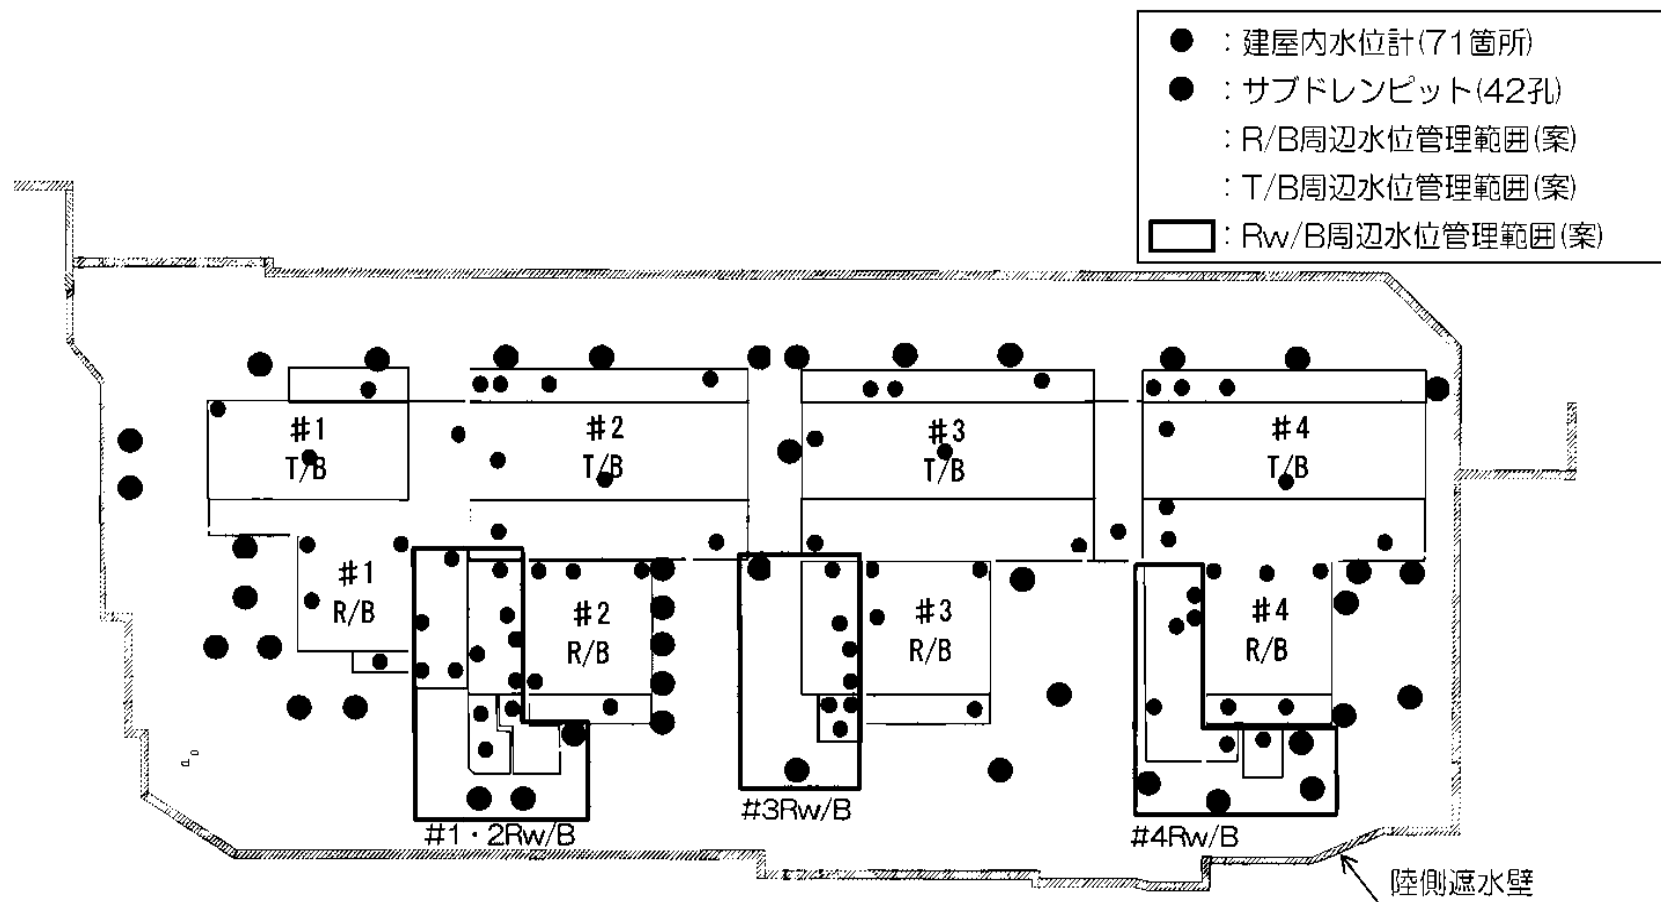 ● : 建屋内水位計(71箇所)
● : サブドレンピット(42孔)
: R/B周辺水位管理範囲(案)
: T/B周辺水位管理範囲(案)
: Rw/B周辺水位管理範囲(案)
#1
T/B
#2
T/B
#3
T/B
#4
T/B
#1
R/B
#2
R/B
#3
R/B
#4
R/B
#1・2Rw/B
#3Rw/B
#4Rw/B
陸側遮水壁